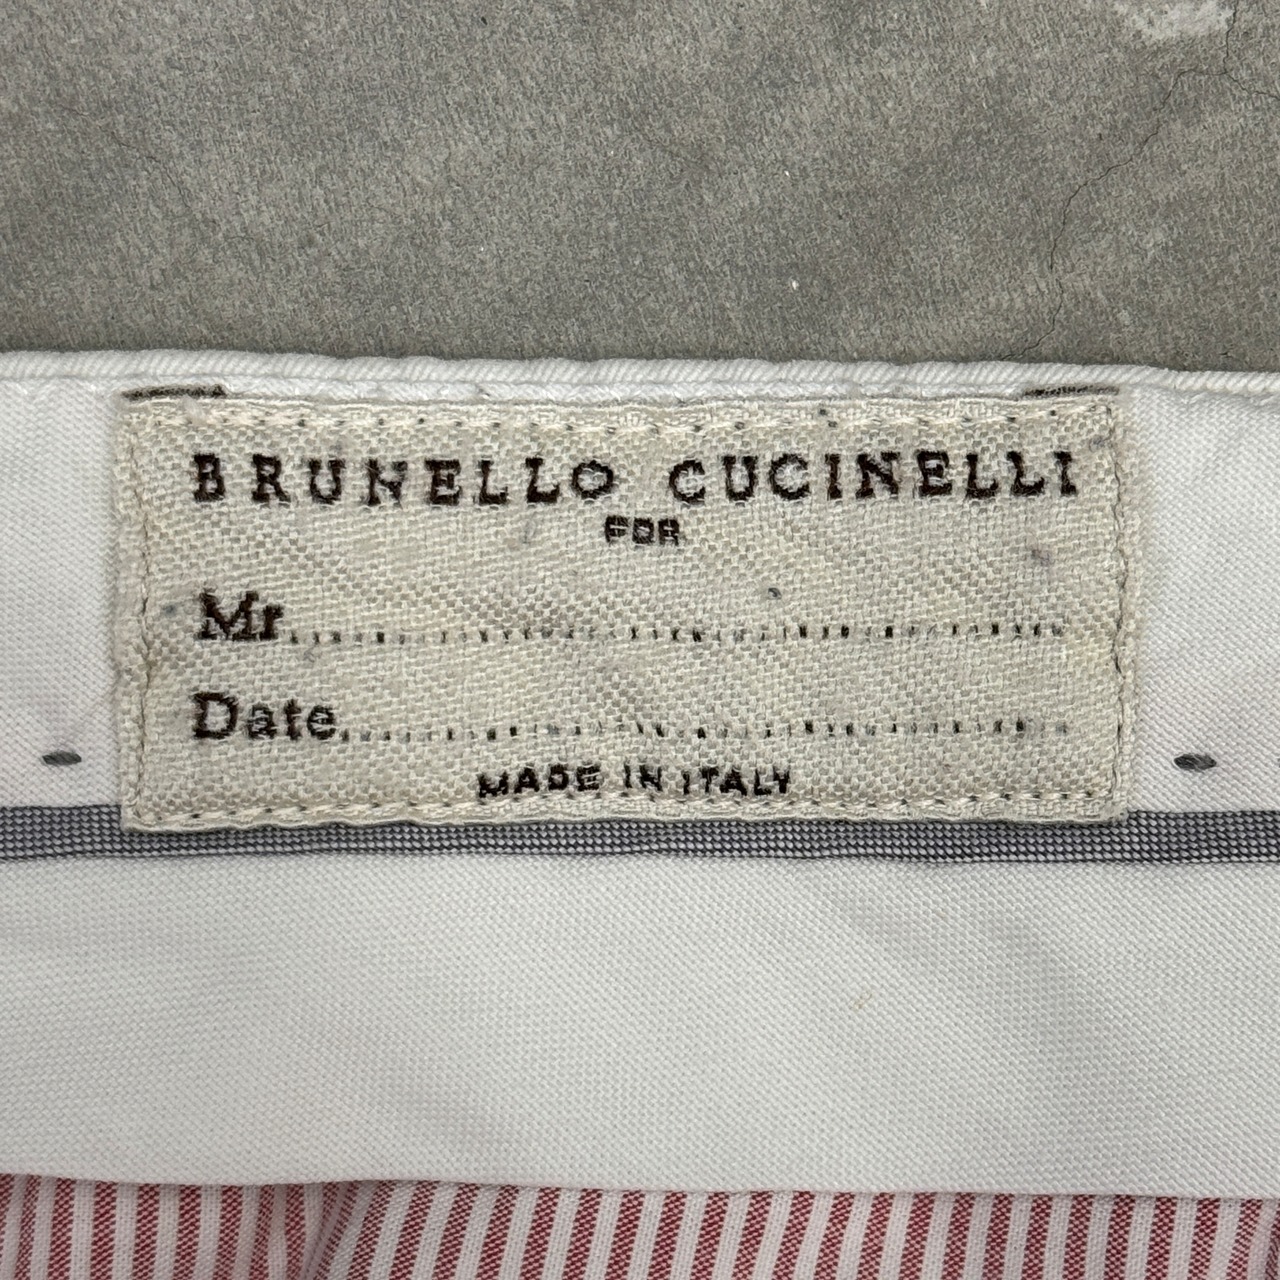 BRUNELLO CUCINELLI
FOR
Mr....................................................
Date................................................
MADE IN ITALY